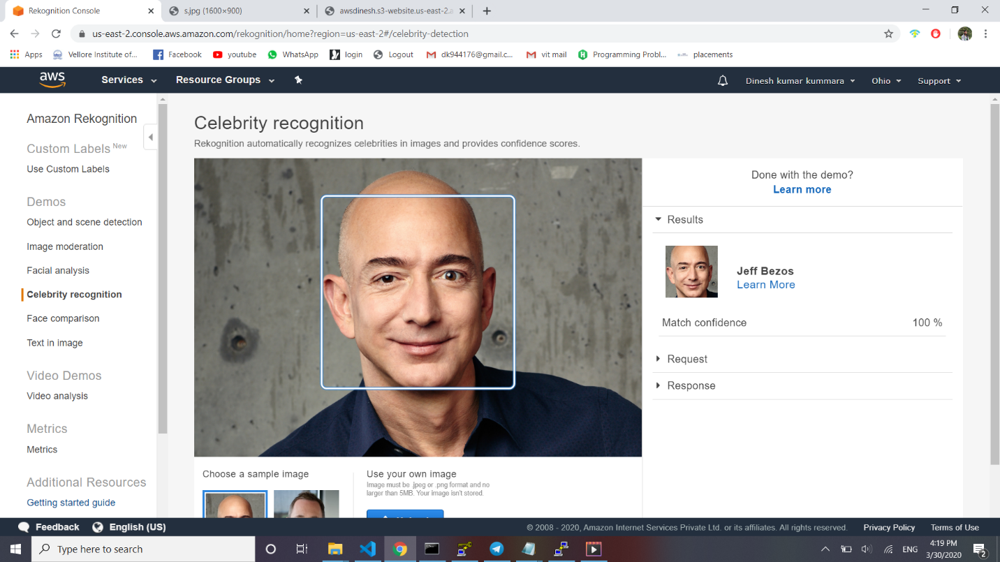 Rekognition Console
s.jpg (1600×900)
awsdinesh.s3-website.us-east-2.a
us-east-2.console.aws.amazon.com/rekognition/home?region=us-east-2#/celebrity-detection
Apps
Vellore Institute of...
Facebook
youtube
WhatsApp
login
Logout
dk944176@gmail.c...
vit mail
Programming Probl...
placements
aws
Services
Resource Groups
Dinesh kumar kummara
Ohio
Support
Amazon Rekognition
Custom Labels New
Use Custom Labels
Demos
Object and scene detection
Image moderation
Facial analysis
Celebrity recognition
Face comparison
Text in image
Video Demos
Video analysis
Metrics
Metrics
Additional Resources
Getting started guide
Celebrity recognition
Rekognition automatically recognizes celebrities in images and provides confidence scores.
Done with the demo?
Learn more
Results
Jeff Bezos
Learn More
Match confidence 100 %
Request
Response
Choose a sample image
Use your own image
Image must be .jpeg or .png format and no
larger than 5MB. Your image isn't stored.
Feedback
English (US)
© 2008 - 2020, Amazon Internet Services Private Ltd. or its affiliates. All rights reserved.
Privacy Policy
Terms of Use
Type here to search
ENG
4:19 PM
3/30/2020
2